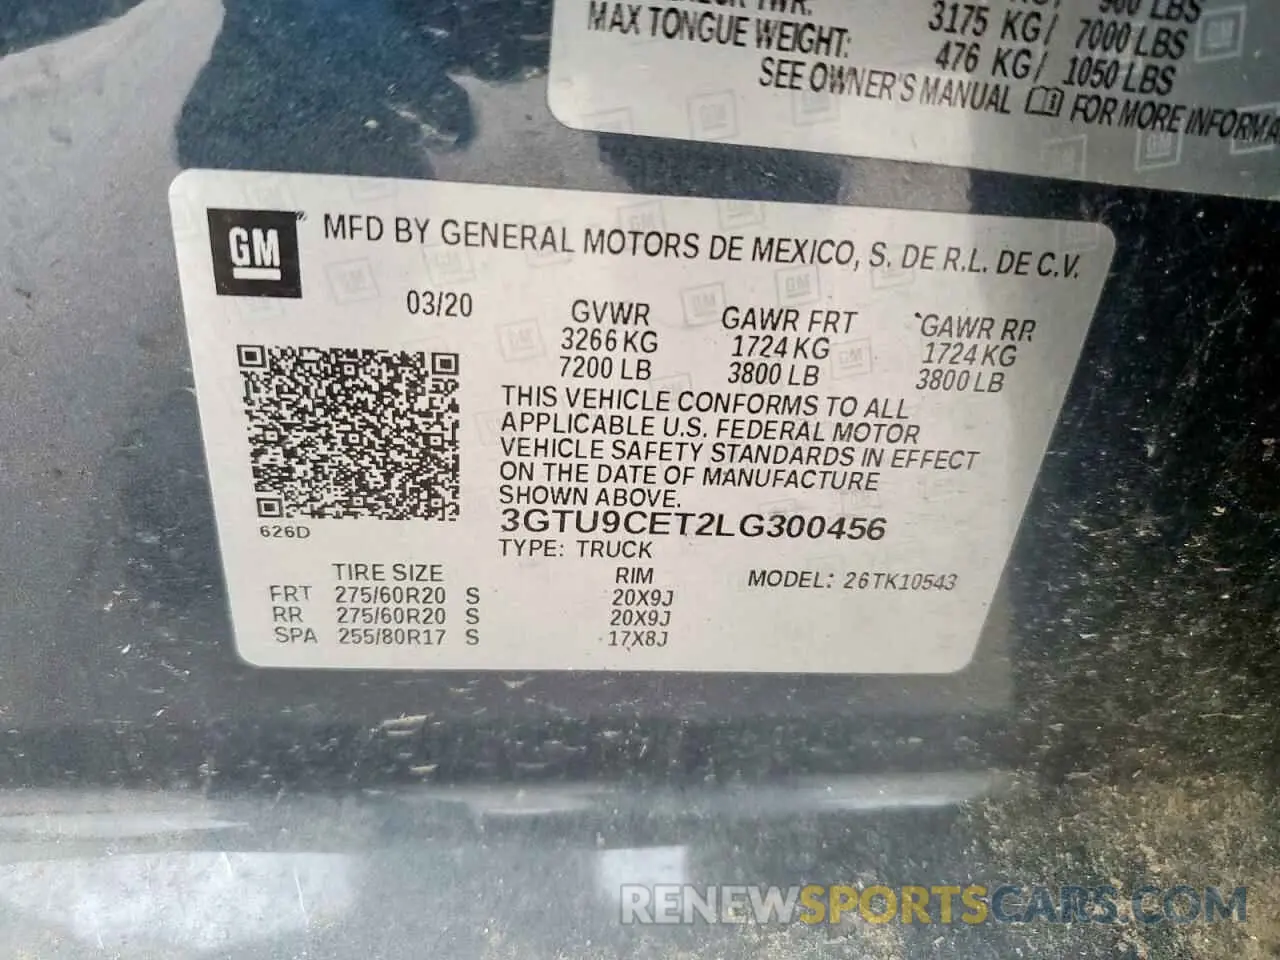 TWR:
900 LBS
3175 KG/ 7000 LBS
MAX TONGUE WEIGHT: 476 KG/ 1050 LBS
SEE OWNER'S MANUAL FOR MORE
GM
MFD BY GENERAL MOTORS DE MEXICO, S. DE R.L. DE C.V.
03/20
GVWR GAWR FRT GAWR RR
3266 KG 1724 KG 1724 KG
7200 LB 3800 LB 3800 LB
THIS VEHICLE CONFORMS TO ALL
APPLICABLE U.S. FEDERAL MOTOR
VEHICLE SAFETY STANDARDS IN EFFECT
ON THE DATE OF MANUFACTURE
SHOWN ABOVE.
3GTU9CET2LG300456
626D
TYPE: TRUCK
TIRE SIZE RIM MODEL: 26TK10543
FRT 275/60R20 S 20X9J
RR 275/60R20 S 20X9J
SPA 255/80R17 S 17X8J
RENEWSPORTSCARS.COM